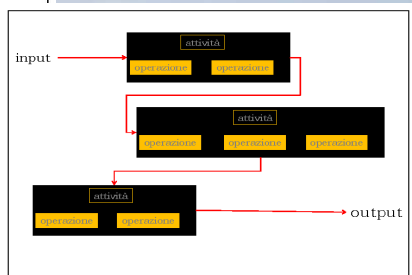 attività
input
operazione operazione
attività
operazione operazione operazione
attività
operazione operazione
output